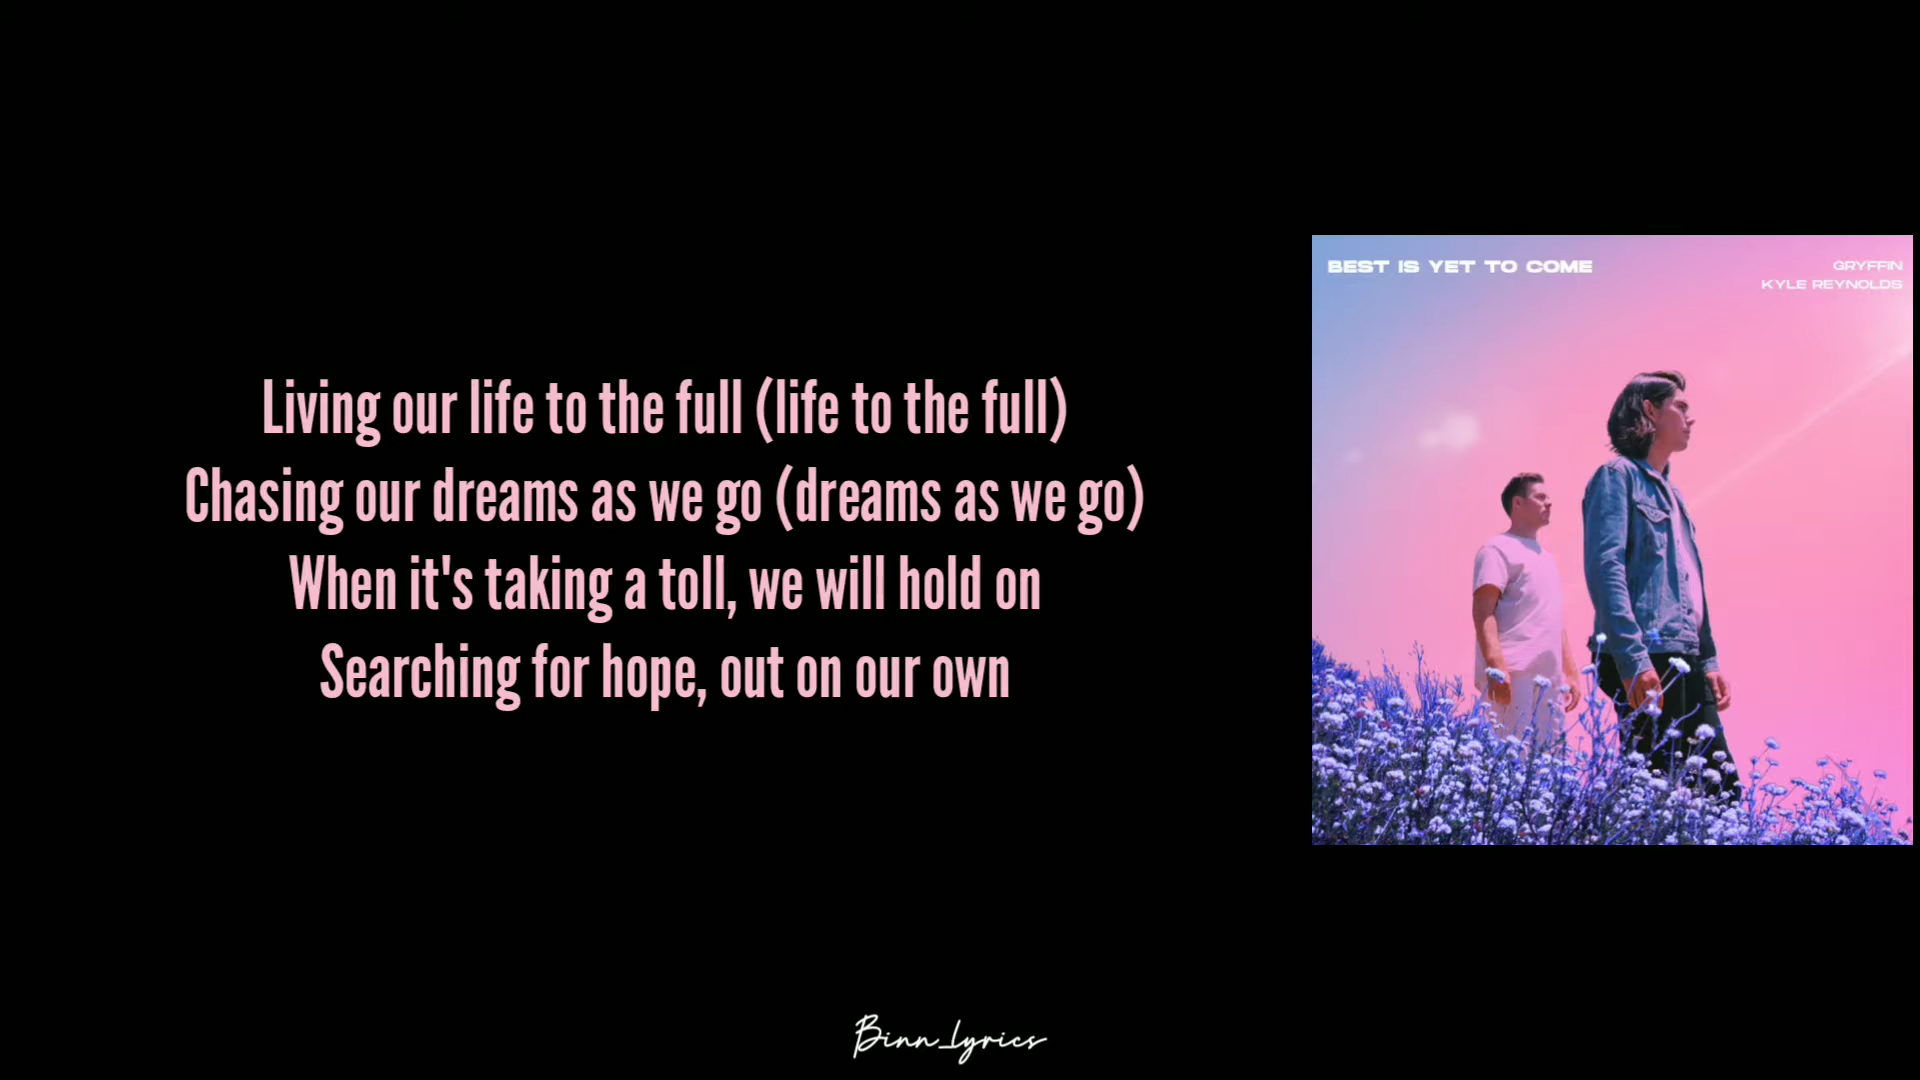 Living our life to the full (life to the full)
Chasing our dreams as we go (dreams as we go)
When it's taking a toll, we will hold on
Searching for hope, out on our own
BEST IS YET TO COME
GRYFFIN
KYLE REYNOLDS
Binn_lyrics